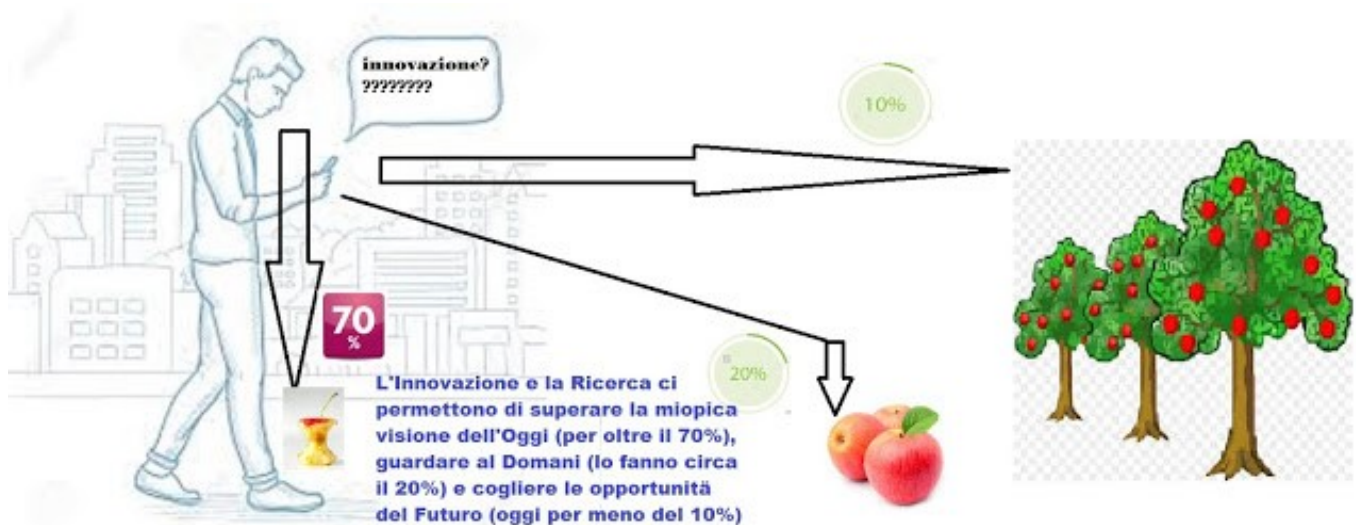 innovazione?
????????
10%
70
%
20%
L'Innovazione e la Ricerca ci
permettono di superare la miopica
visione dell'Oggi (per oltre il 70%),
guardare al Domani (lo fanno circa
il 20%) e cogliere le opportunitä
del Futuro (oggi per meno del 10%)